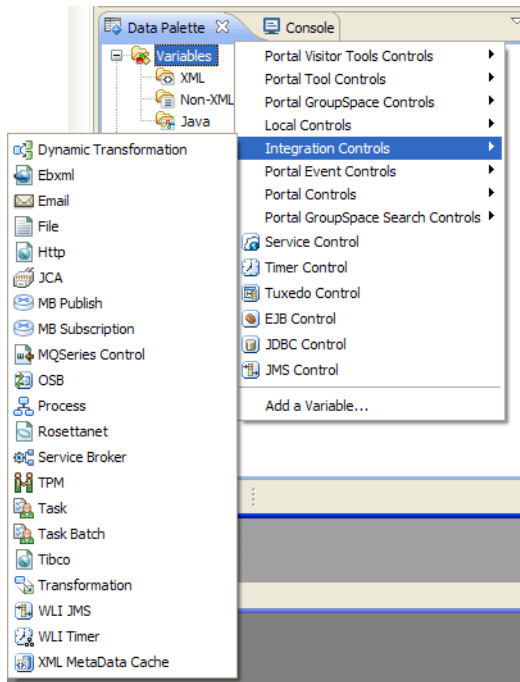 Data Palette
Console
Variables
XML
Non-XML
Java
Portal Visitor Tools Controls
Portal Tool Controls
Portal GroupSpace Controls
Local Controls
Integration Controls
Portal Event Controls
Portal Controls
Portal GroupSpace Search Controls
Service Control
Timer Control
Tuxedo Control
EJB Control
JDBC Control
JMS Control
Add a Variable...
Dynamic Transformation
Ebxml
Email
File
Http
JCA
MB Publish
MB Subscription
MQSeries Control
OSB
Process
Rosettanet
Service Broker
TPM
Task
Task Batch
Tibco
Transformation
WLI JMS
WLI Timer
XML MetaData Cache